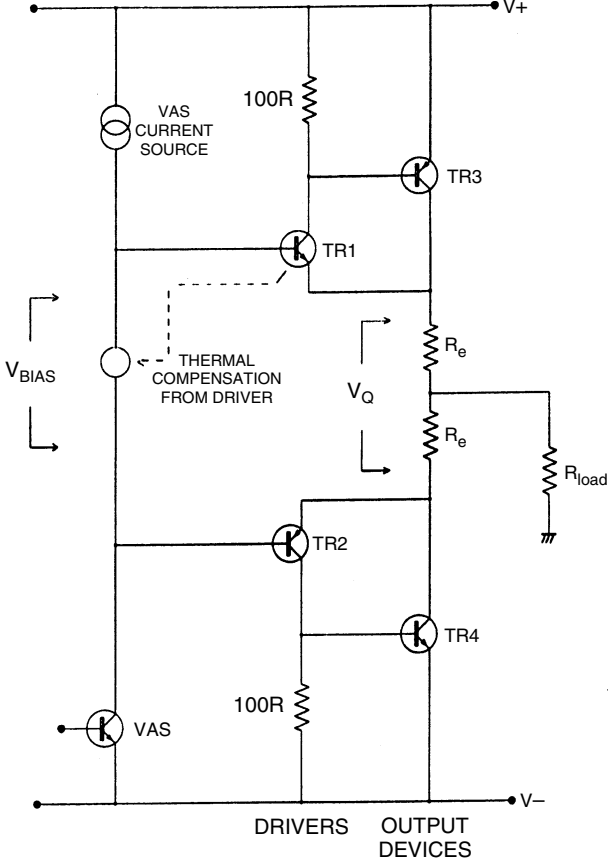 V+
100R
VAS
CURRENT
SOURCE
TR3
TR1
V_BIAS
THERMAL
COMPENSATION
FROM DRIVER
V_Q
R_e
R_e
R_load
TR2
TR4
100R
VAS
V–
DRIVERS
OUTPUT
DEVICES